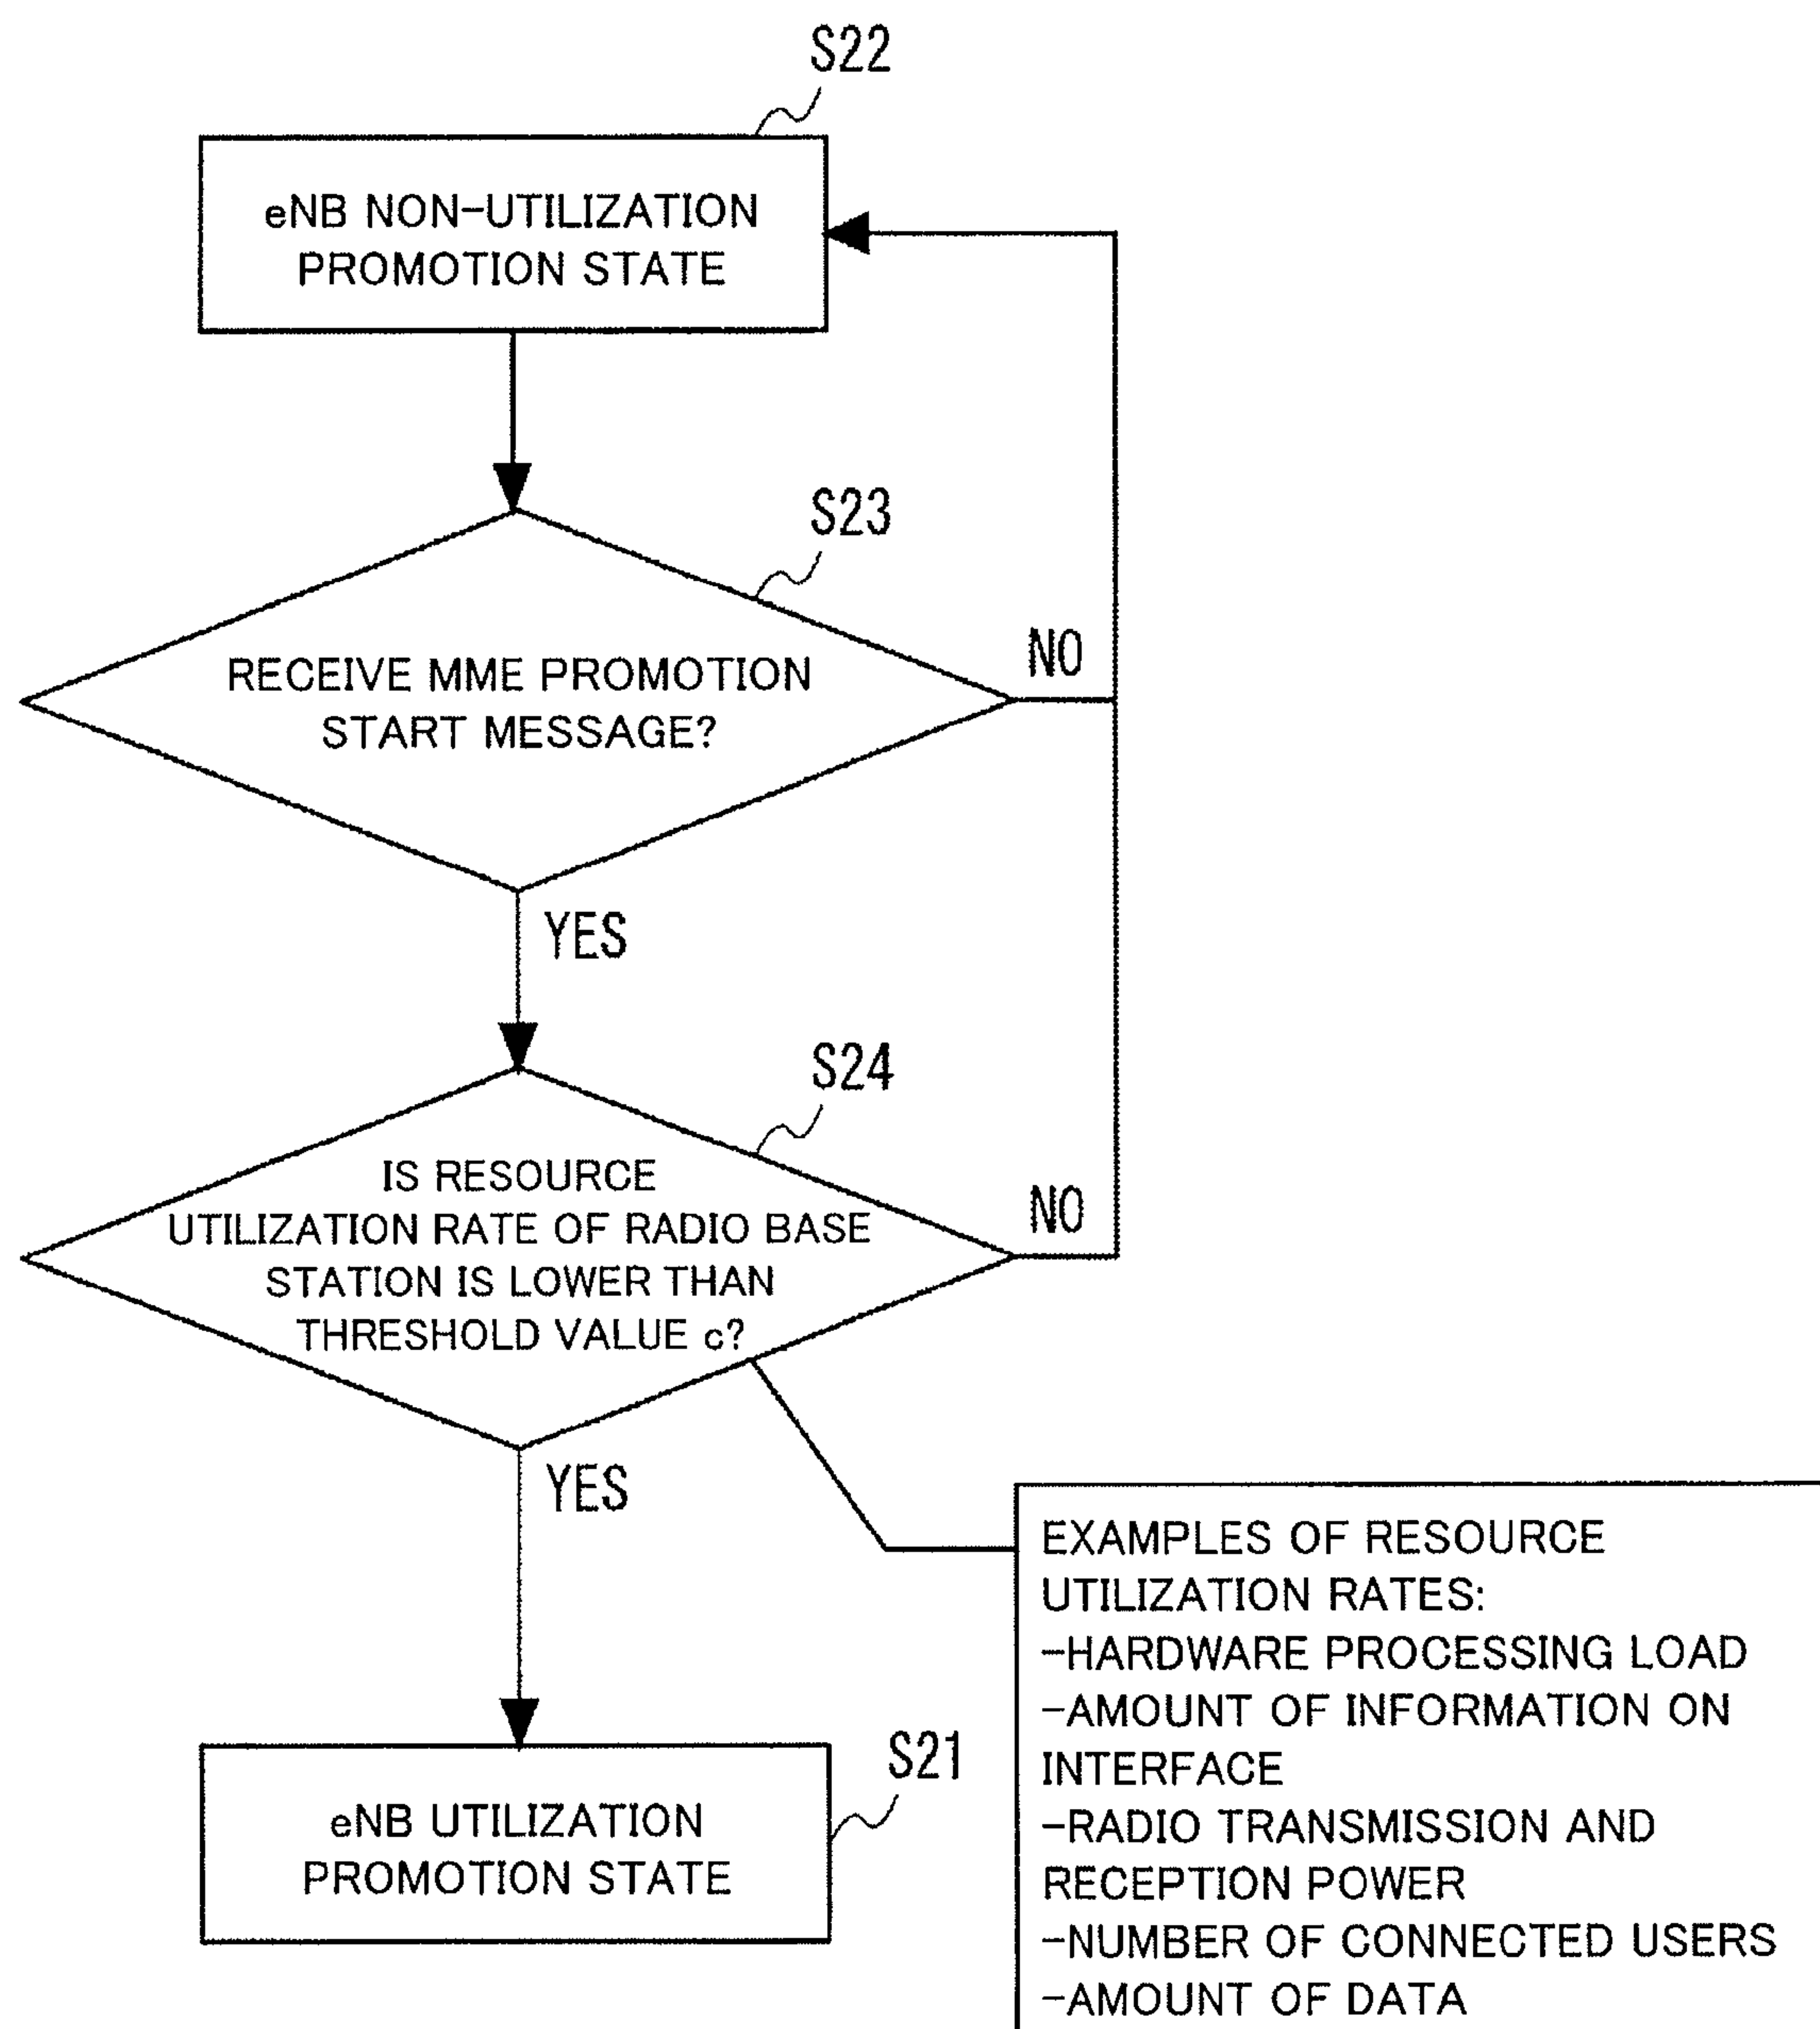 S22
eNB NON-UTILIZATION
PROMOTION STATE
S23
RECEIVE MME PROMOTION
START MESSAGE?
NO
YES
S24
IS RESOURCE
UTILIZATION RATE OF RADIO BASE
STATION IS LOWER THAN
THRESHOLD VALUE c?
NO
YES
EXAMPLES OF RESOURCE
UTILIZATION RATES:
-HARDWARE PROCESSING LOAD
-AMOUNT OF INFORMATION ON
INTERFACE
-RADIO TRANSMISSION AND
RECEPTION POWER
-NUMBER OF CONNECTED USERS
-AMOUNT OF DATA
S21
eNB UTILIZATION
PROMOTION STATE